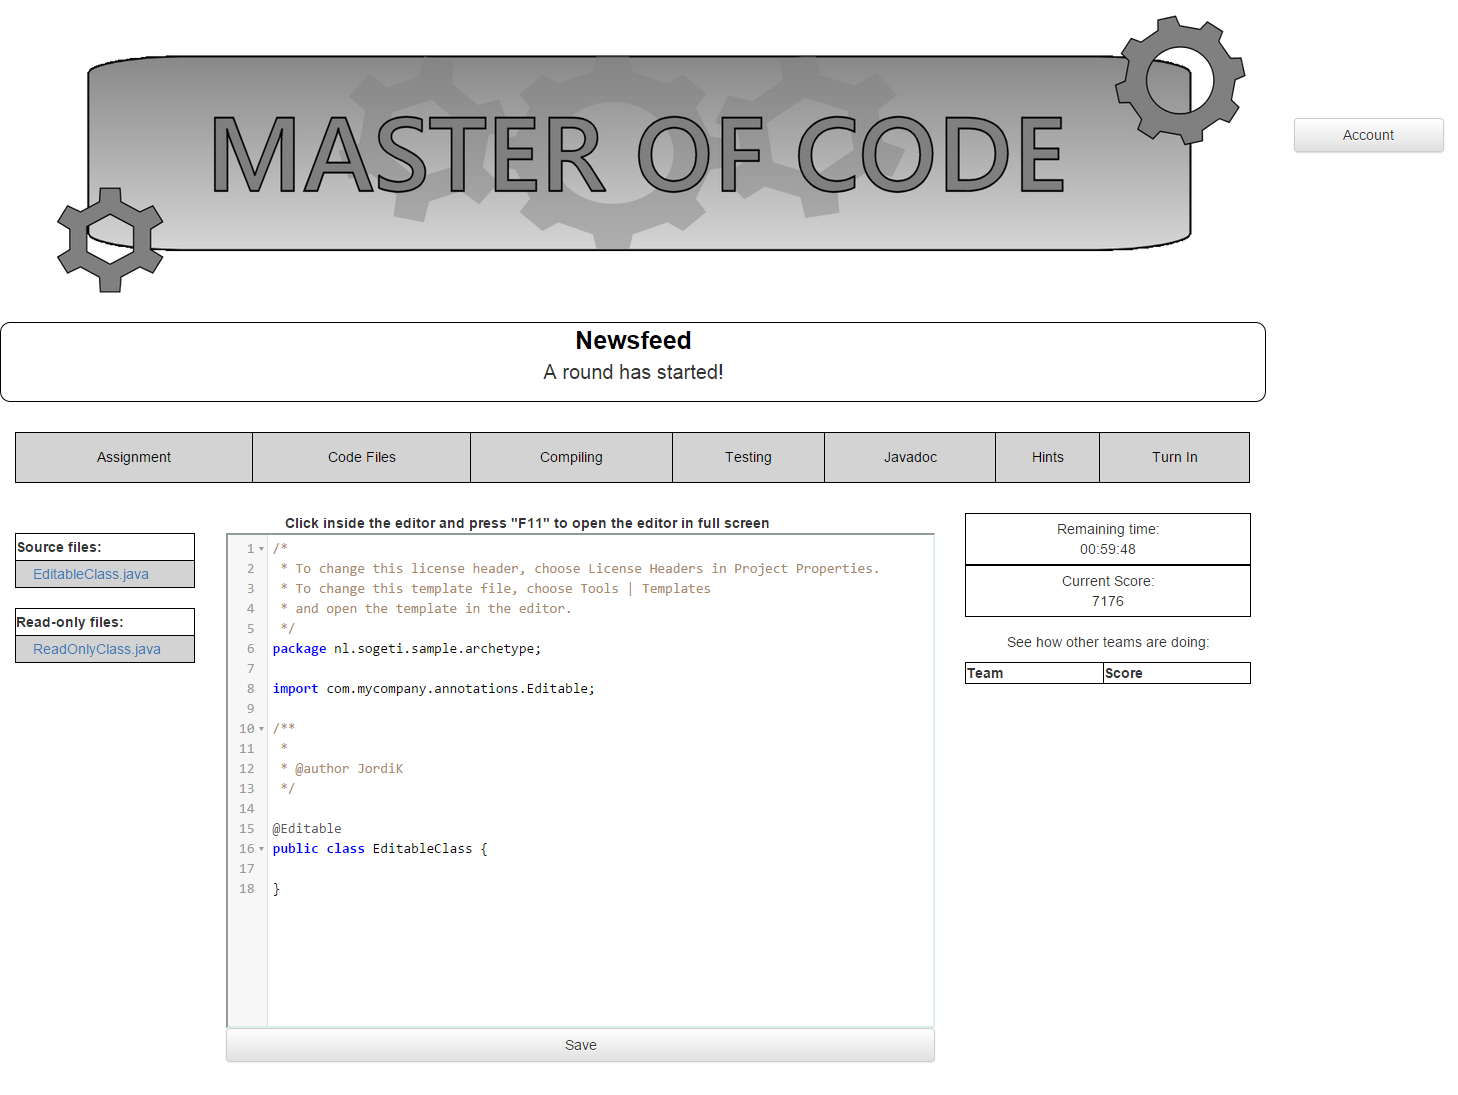 MASTER OF CODE
Account
Newsfeed
A round has started!
Assignment Code Files Compiling Testing Javadoc Hints Turn In
Click inside the editor and press "F11" to open the editor in full screen
Source files:
EditableClass.java
Read-only files:
ReadOnlyClass.java
1 /*
2  * To change this license header, choose License Headers in Project Properties.
3  * To change this template file, choose Tools | Templates
4  * and open the template in the editor.
5  */
6 package nl.sogeti.sample.archetype;
7
8 import com.mycompany.annotations.Editable;
9
10 /**
11  *
12  * @author JordiK
13  */
14
15 @Editable
16 public class EditableClass {
17
18 }
Save
Remaining time:
00:59:48
Current Score:
7176
See how other teams are doing:
Team Score